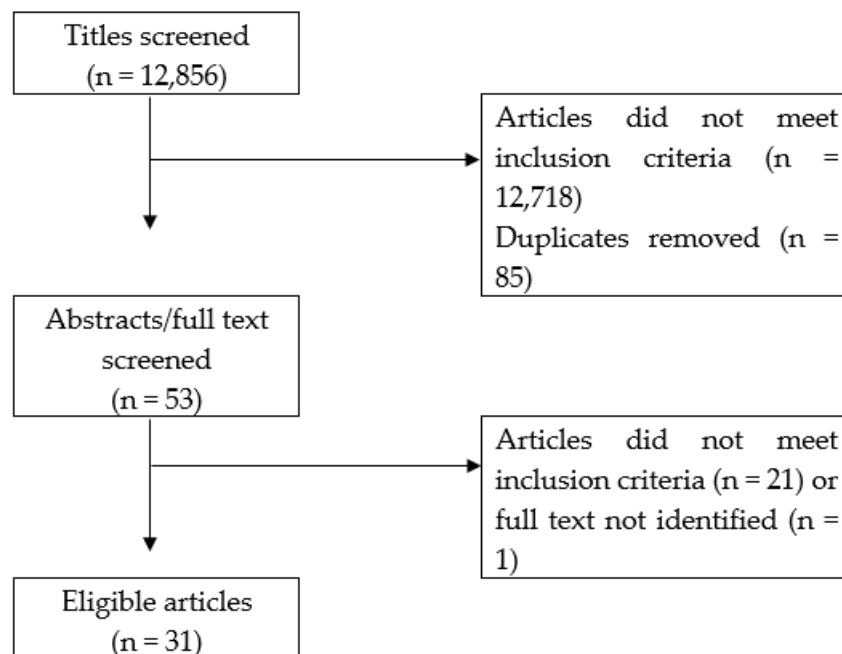 Titles screened
(n = 12,856)
Articles did not meet
inclusion criteria (n =
12,718)
Duplicates removed (n =
85)
Abstracts/full text
screened
(n = 53)
Articles did not meet
inclusion criteria (n = 21) or
full text not identified (n =
1)
Eligible articles
(n = 31)